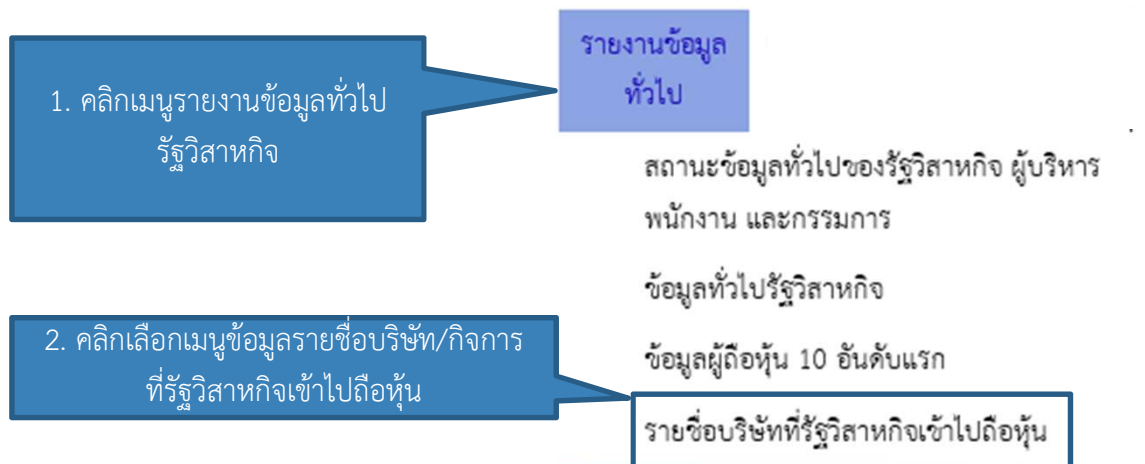 รายงานข้อมูล
ทั่วไป
1. คลิกเมนูรายงานข้อมูลทั่วไป
รัฐวิสาหกิจ
สถานะข้อมูลทั่วไปของรัฐวิสาหกิจ ผู้บริหาร
พนักงาน และกรรมการ
ข้อมูลทั่วไปรัฐวิสาหกิจ
2. คลิกเลือกเมนูข้อมูลรายชื่อบริษัท/กิจการ
ที่รัฐวิสาหกิจเข้าไปถือหุ้น
ข้อมูลผู้ถือหุ้น 10 อันดับแรก
รายชื่อบริษัทที่รัฐวิสาหกิจเข้าไปถือหุ้น